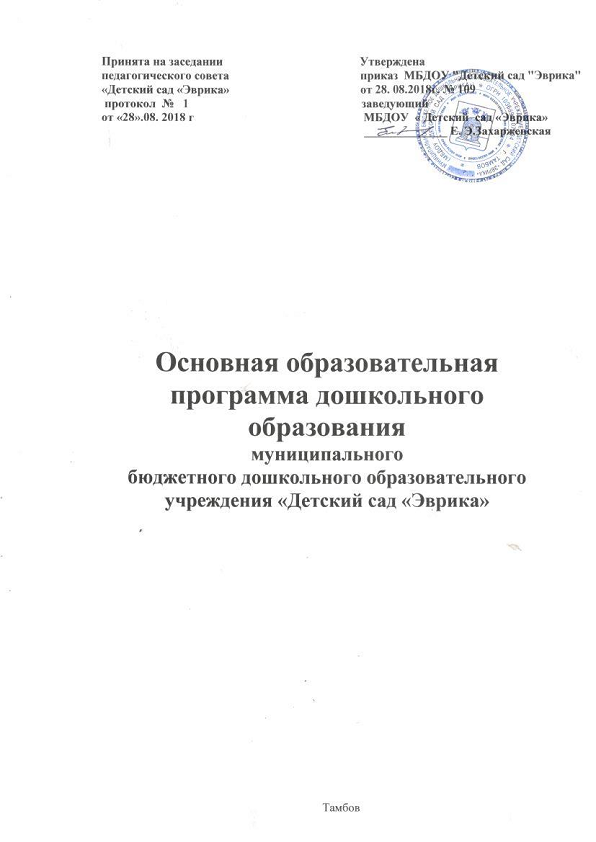 Принята на заседании
педагогического совета
«Детский сад «Эврика»
протокол № 1
от «28».08. 2018 г
Утверждена
приказ МБДОУ "Детский сад "Эврика"
от 28. 08.2018г. № 109
заведующий
МБДОУ « Детский сад «Эврика»
Е. Э.Захаржевская
Основная образовательная
программа дошкольного
образования
муниципального
бюджетного дошкольного образовательного
учреждения «Детский сад «Эврика»
Тамбов